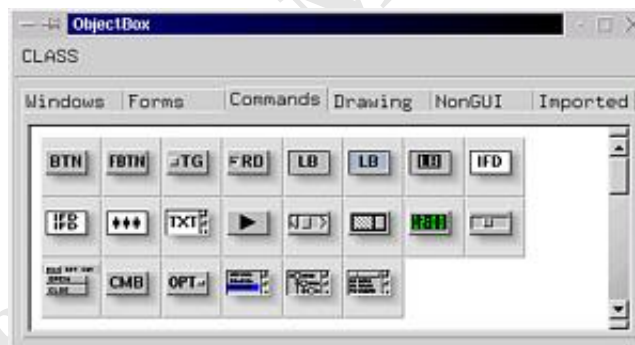 ObjectBox
CLASS
Windows Forms Commands Drawing NonGUI Imported
BTN FBTN TG RD LB LB IFD
IFD
IFD TXT
CMB OPT